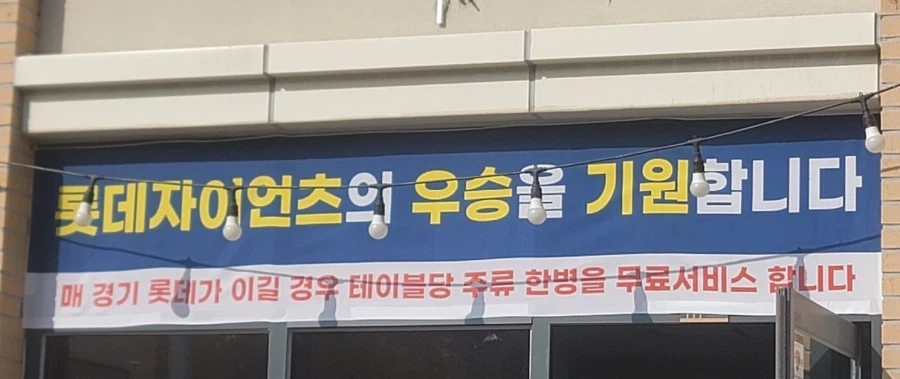 롯데자이언츠의 우승을 기원합니다
매 경기 롯데가 이길 경우 테이블당 주류 한병을 무료서비스 합니다